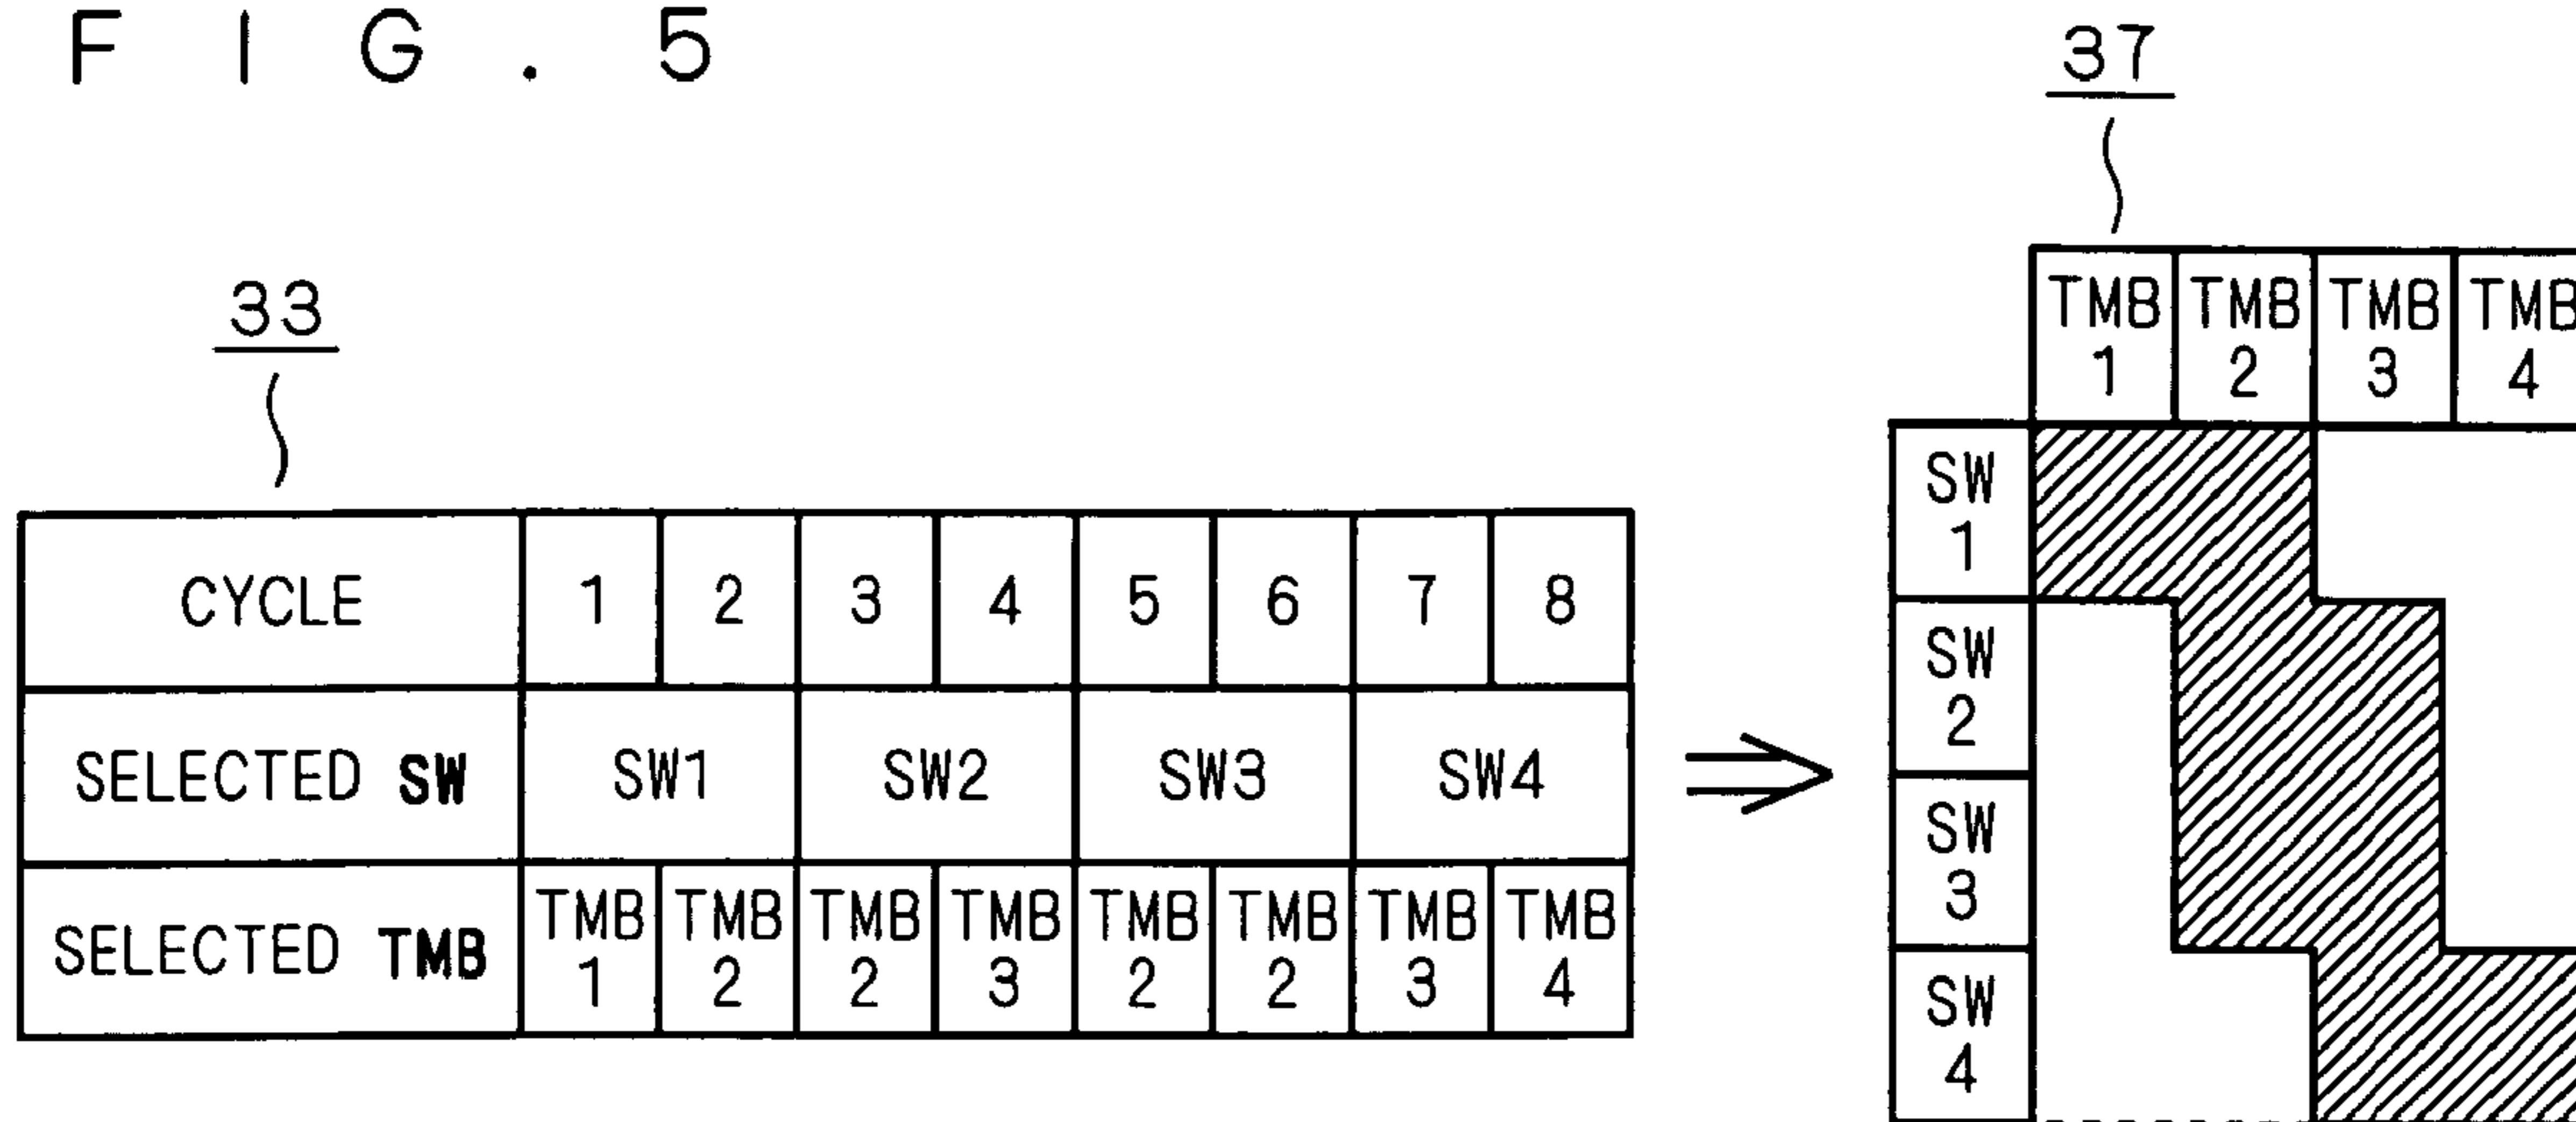 FIG. 5
37
33
CYCLE 1 2 3 4 5 6 7 8
SELECTED SW SW1 SW2 SW3 SW4
SELECTED TMB TMB 1 TMB 2 TMB 2 TMB 3 TMB 2 TMB 2 TMB 3 TMB 4
TMB 1 TMB 2 TMB 3 TMB 4
SW 1
SW 2
SW 3
SW 4